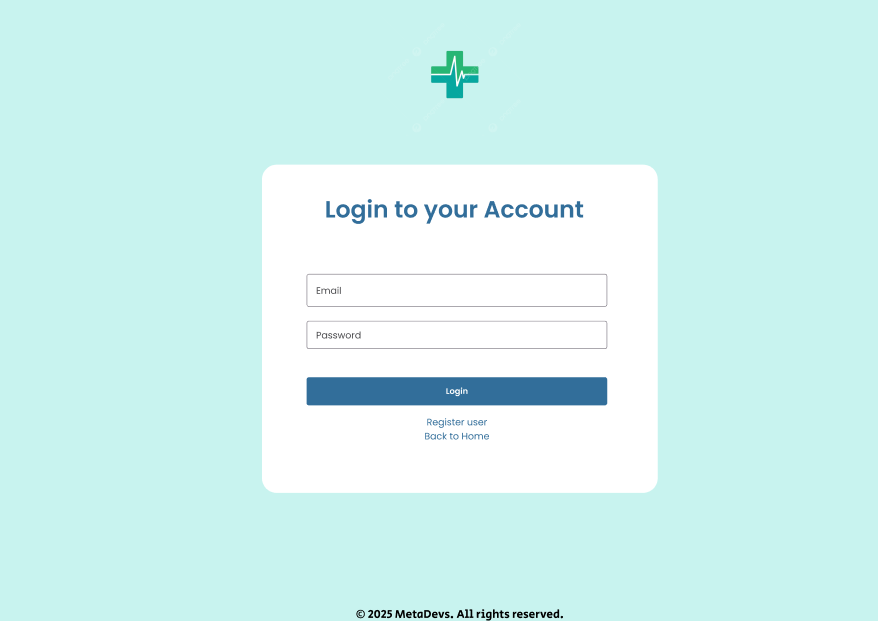 Login to your Account
Email
Password
Login
Register user
Back to Home
© 2025 MetaDevs. All rights reserved.